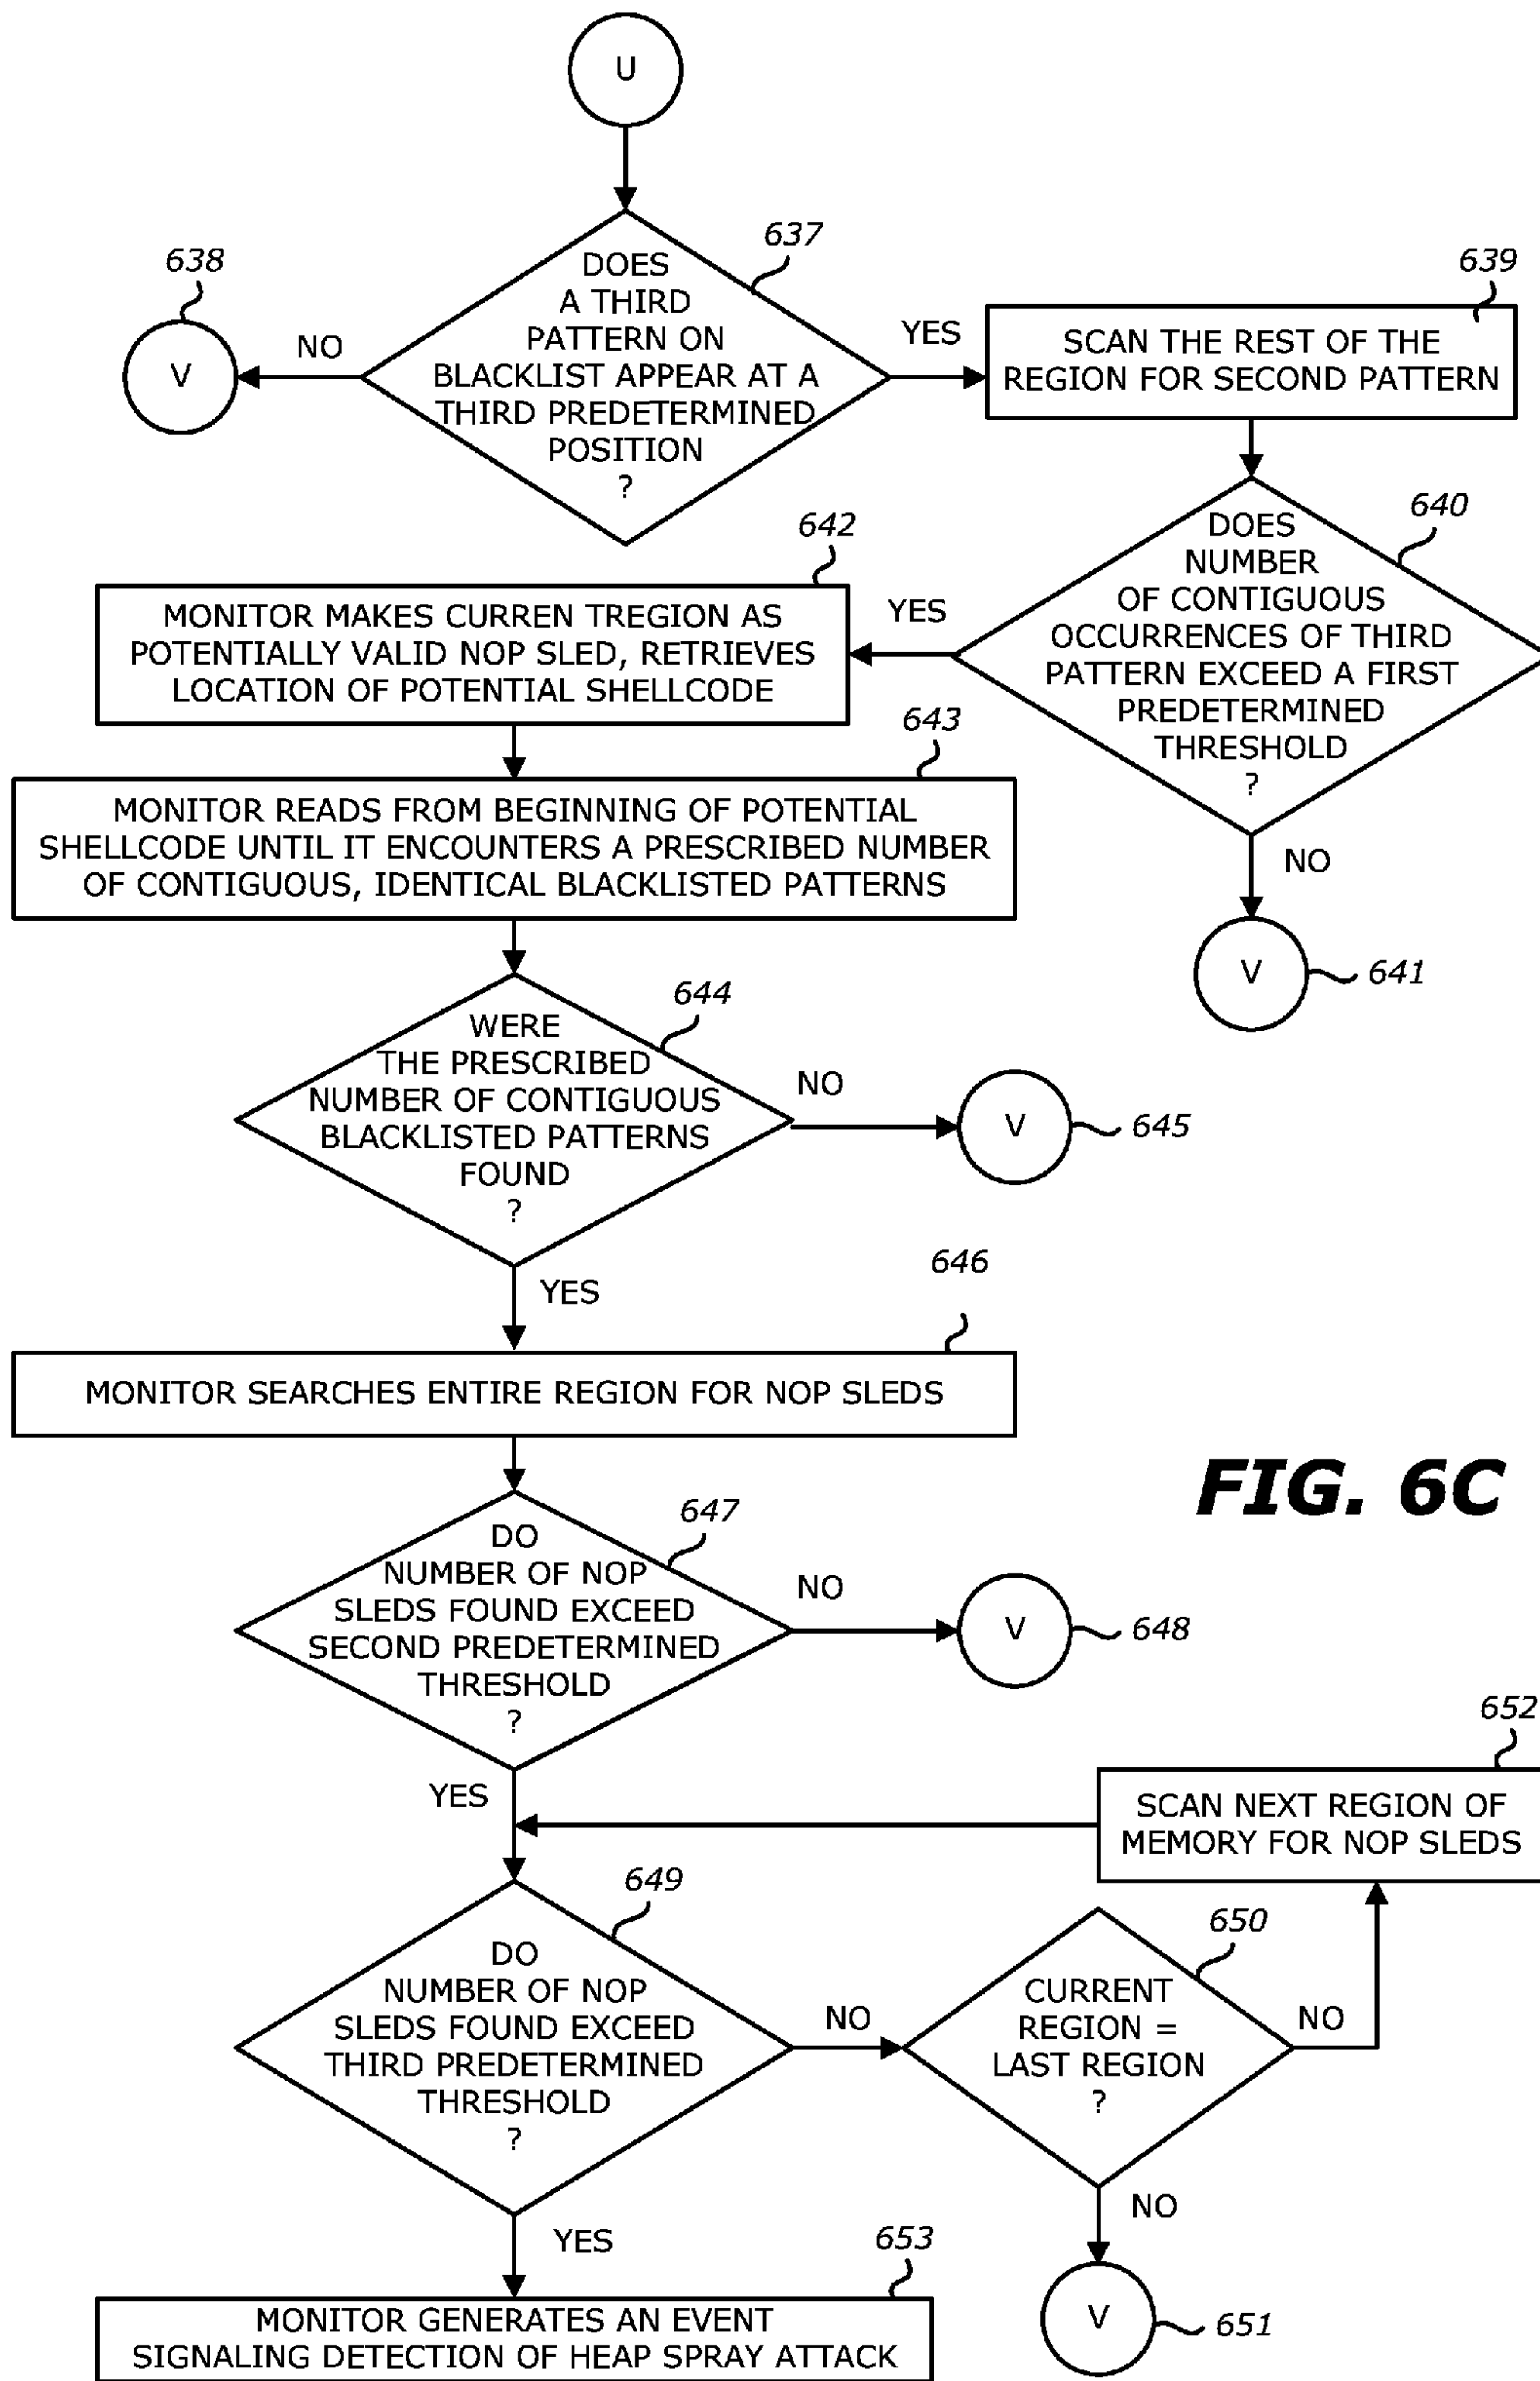 U
637
DOES
A THIRD
PATTERN ON
BLACKLIST APPEAR AT A
THIRD PREDETERMINED
POSITION
?
638
V
NO
YES
639
SCAN THE REST OF THE
REGION FOR SECOND PATTERN
640
DOES
NUMBER
OF CONTIGUOUS
OCCURRENCES OF THIRD
PATTERN EXCEED A FIRST
PREDETERMINED
THRESHOLD
?
YES
NO
V
641
642
MONITOR MAKES CURREN TREGION AS
POTENTIALLY VALID NOP SLED, RETRIEVES
LOCATION OF POTENTIAL SHELLCODE
643
MONITOR READS FROM BEGINNING OF POTENTIAL
SHELLCODE UNTIL IT ENCOUNTERS A PRESCRIBED NUMBER
OF CONTIGUOUS, IDENTICAL BLACKLISTED PATTERNS
644
WERE
THE PRESCRIBED
NUMBER OF CONTIGUOUS
BLACKLISTED PATTERNS
FOUND
?
NO
V
645
YES
646
MONITOR SEARCHES ENTIRE REGION FOR NOP SLEDS
FIG. 6C
647
DO
NUMBER OF NOP
SLEDS FOUND EXCEED
SECOND PREDETERMINED
THRESHOLD
?
NO
V
648
YES
652
SCAN NEXT REGION OF
MEMORY FOR NOP SLEDS
649
DO
NUMBER OF NOP
SLEDS FOUND EXCEED
THIRD PREDETERMINED
THRESHOLD
?
NO
650
CURRENT
REGION =
LAST REGION
?
NO
NO
V
651
YES
653
MONITOR GENERATES AN EVENT
SIGNALING DETECTION OF HEAP SPRAY ATTACK